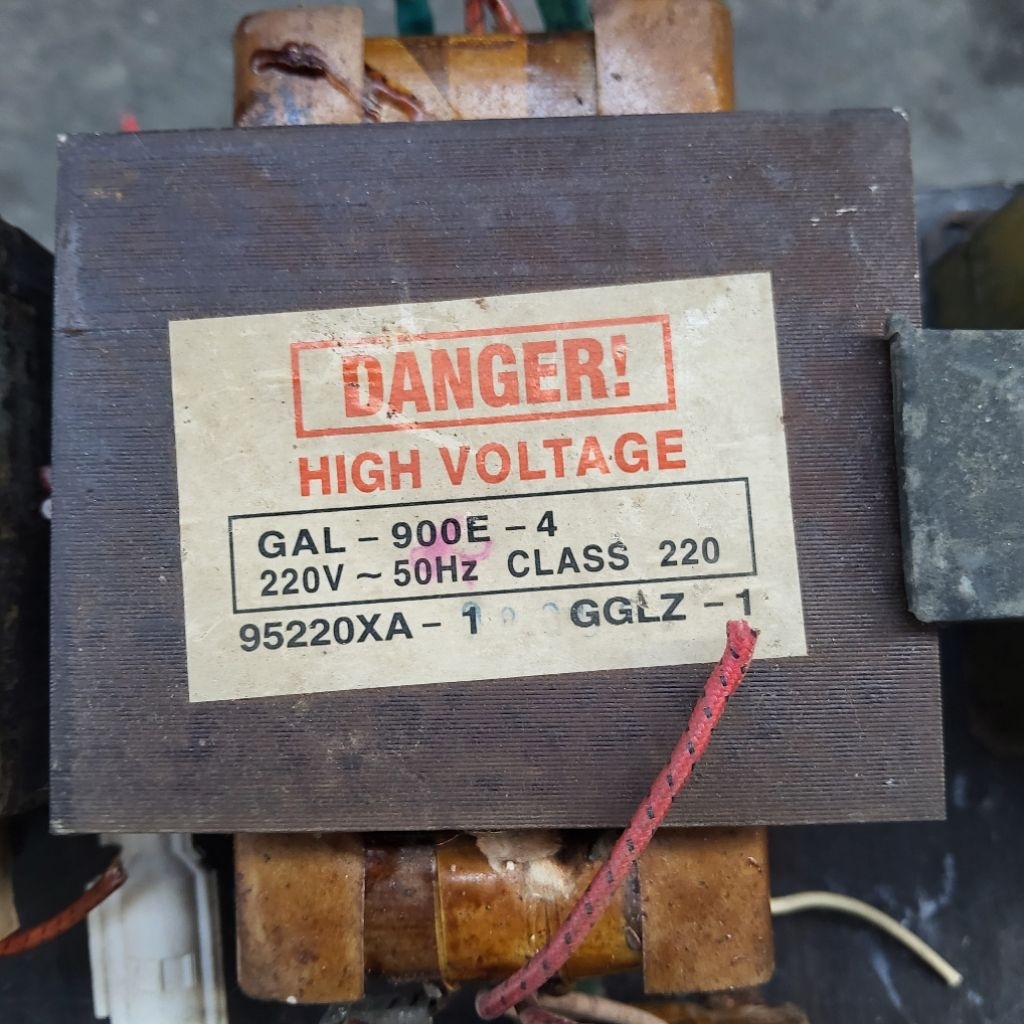 DANGER!
HIGH VOLTAGE
GAL - 900E - 4
220V ~ 50Hz CLASS 220
95220XA - 1 GGLZ - 1